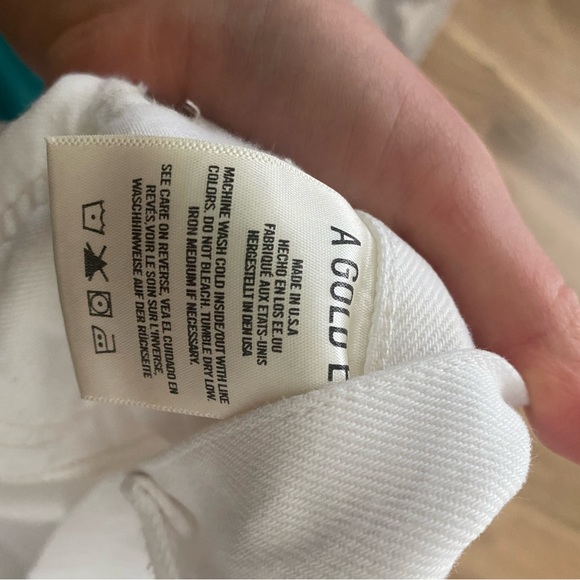 A GOLD E
MADE IN U.S.A
HECHO EN LOS EE.UU
FABRIQUÉ AUX ETATS-UNIS
HERGESTELLT IN DEN USA
MACHINE WASH COLD INSIDE/OUT WITH LIKE
COLORS. DO NOT BLEACH. TUMBLE DRY LOW.
IRON MEDIUM IF NECESSARY.
SEE CARE ON REVERSE. VEA EL CUIDADO EN
REVÉS. VOIR LE SOIN SUR L'INVERSE.
WASCHHINWEISE AUF DER RÜCKSEITE